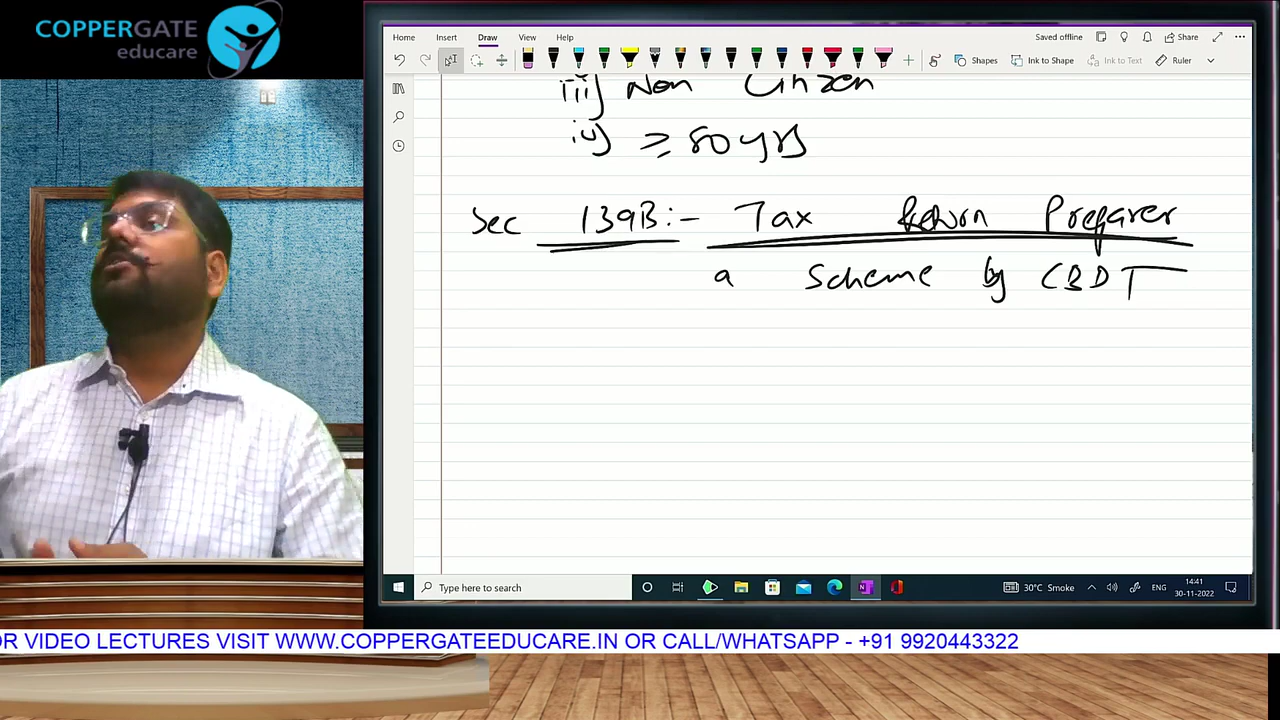 COPPERGATE
educare
Home Insert Draw View Help
Saved offline
Share
Shapes
Ink to Shape
Ink to Text
Ruler
iii) Non Citizen
iv) ≥ 80 yrs
Sec 139B:- Tax Return Preparer
a Scheme by CBDT
Type here to search
30°C Smoke
ENG
14:41
30-11-2022
OR VIDEO LECTURES VISIT WWW.COPPERGATEEDUCARE.IN OR CALL/WHATSAPP - +91 9920443322